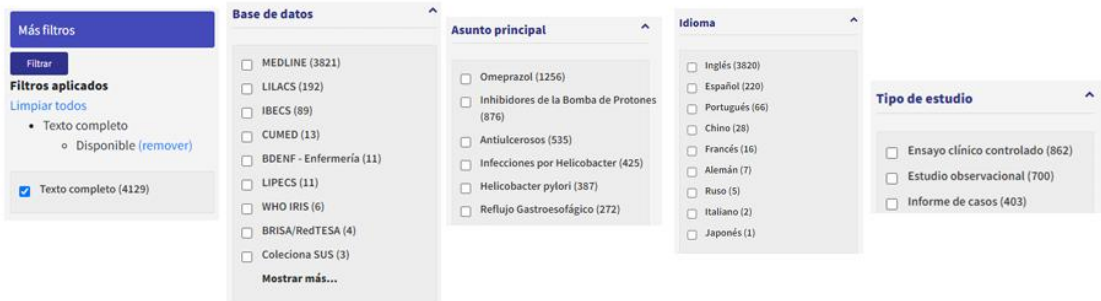 Más filtros
Filtrar
Filtros aplicados
Limpiar todos
Texto completo
Disponible (remover)
Texto completo (4129)
Base de datos
MEDLINE (3821)
LILACS (192)
IBECS (89)
CUMED (13)
BDENF - Enfermería (11)
LIPECS (11)
WHO IRIS (6)
BRISA/RedTESA (4)
Coleciona SUS (3)
Mostrar más...
Asunto principal
Omeprazol (1256)
Inhibidores de la Bomba de Protones
(876)
Antiulcerosos (535)
Infecciones por Helicobacter (425)
Helicobacter pylori (387)
Reflujo Gastroesofágico (272)
Idioma
Inglés (3820)
Español (220)
Portugués (66)
Chino (28)
Francés (16)
Alemán (7)
Ruso (5)
Italiano (2)
Japonés (1)
Tipo de estudio
Ensayo clínico controlado (862)
Estudio observacional (700)
Informe de casos (403)